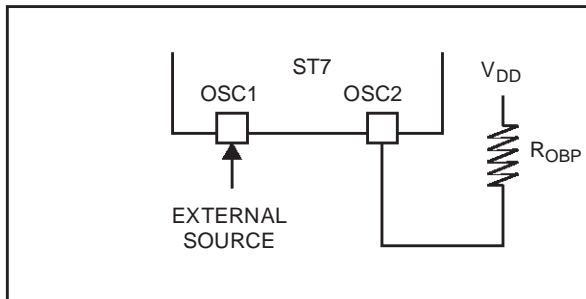 ST7
OSC1
OSC2
VDD
ROBP
EXTERNAL
SOURCE